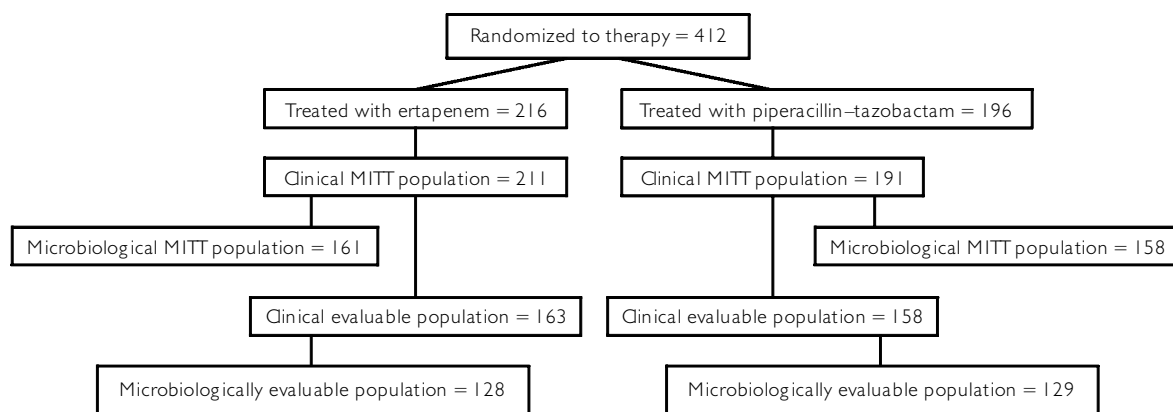 Randomized to therapy = 412
Treated with ertapenem = 216
Treated with piperacillin–tazobactam = 196
Clinical MITT population = 211
Clinical MITT population = 191
Microbiological MITT population = 161
Microbiological MITT population = 158
Clinical evaluable population = 163
Clinical evaluable population = 158
Microbiologically evaluable population = 128
Microbiologically evaluable population = 129